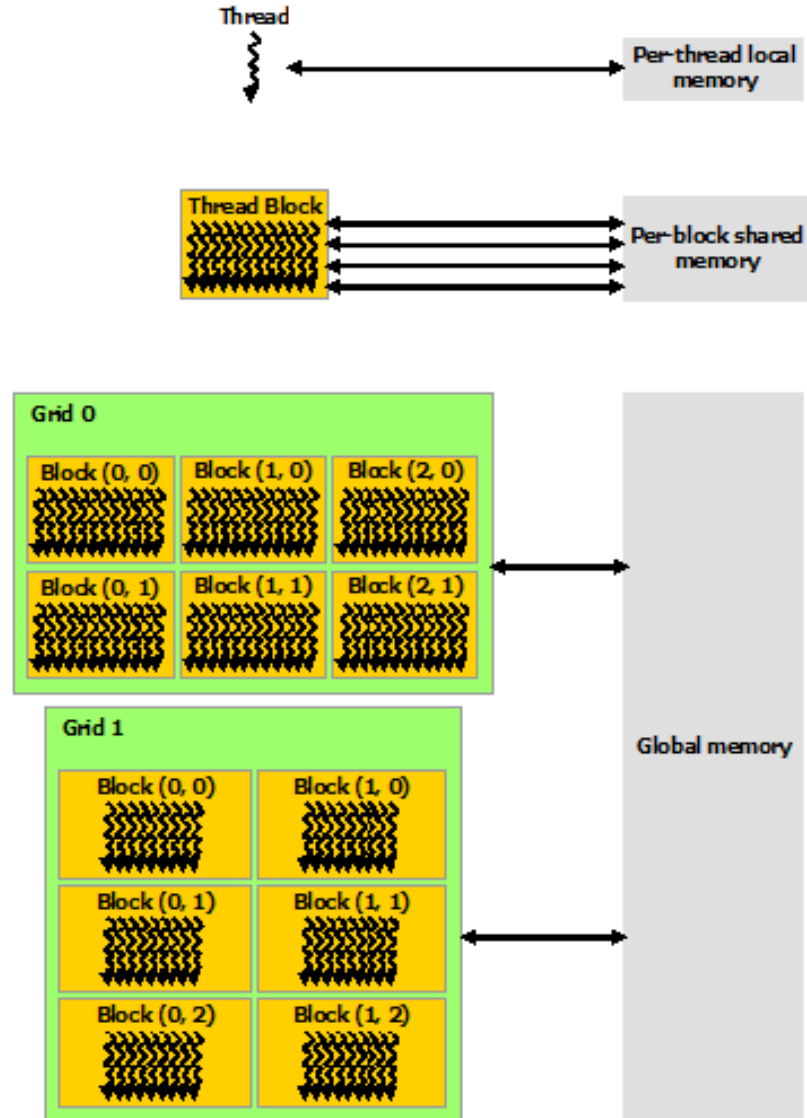 Thread
Per-thread local
memory
Thread Block
Per-block shared
memory
Grid 0
Block (0, 0)
Block (1, 0)
Block (2, 0)
Block (0, 1)
Block (1, 1)
Block (2, 1)
Grid 1
Global memory
Block (0, 0)
Block (1, 0)
Block (0, 1)
Block (1, 1)
Block (0, 2)
Block (1, 2)